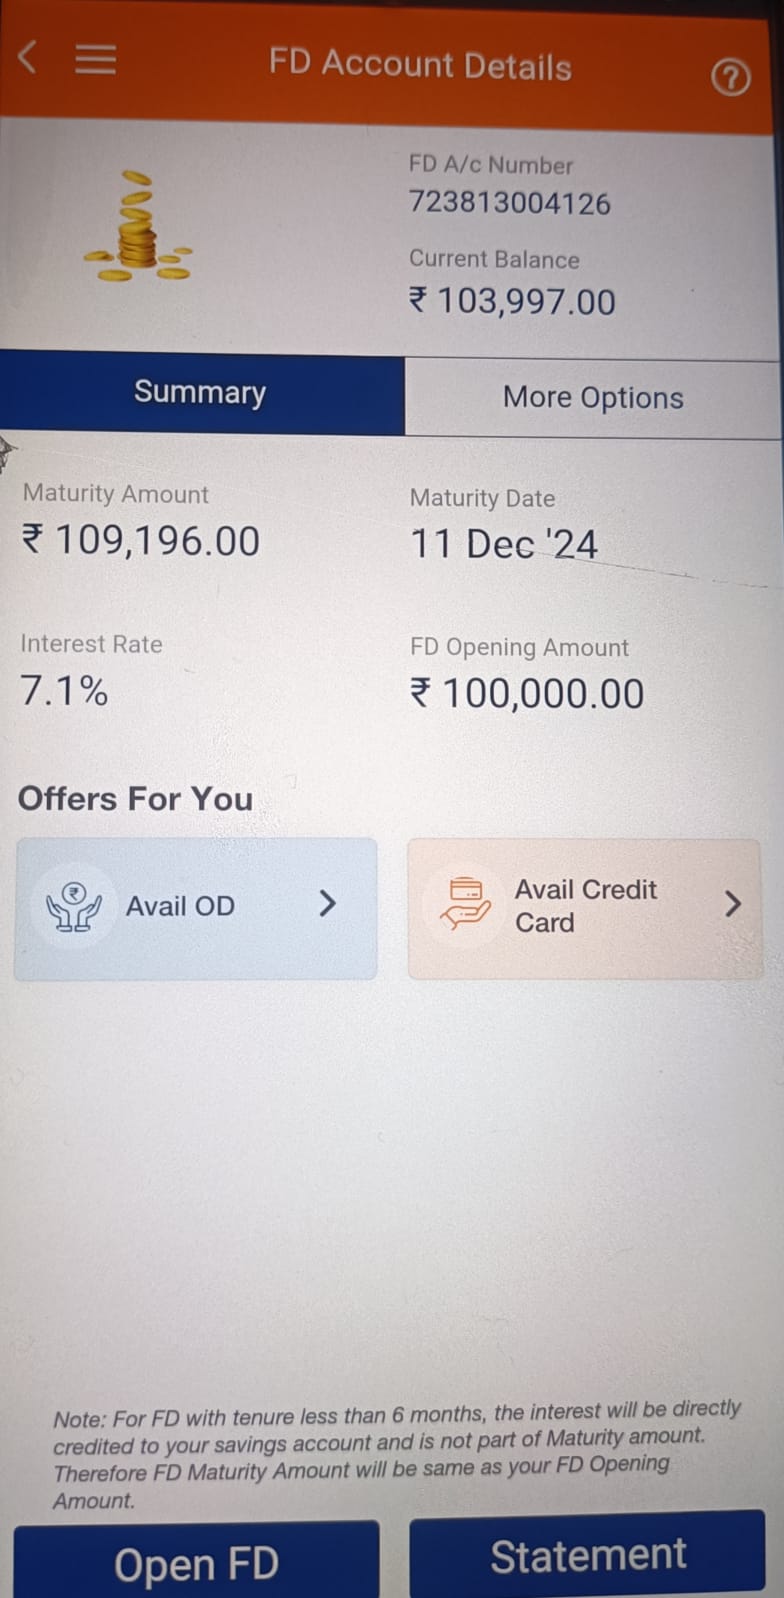 FD Account Details
?
FD A/c Number
723813004126
Current Balance
₹ 103,997.00
Summary
More Options
Maturity Amount
₹ 109,196.00
Maturity Date
11 Dec '24
Interest Rate
7.1%
FD Opening Amount
₹ 100,000.00
Offers For You
₹
Avail OD
Avail Credit
Card
Note: For FD with tenure less than 6 months, the interest will be directly
credited to your savings account and is not part of Maturity amount.
Therefore FD Maturity Amount will be same as your FD Opening
Amount.
Open FD
Statement